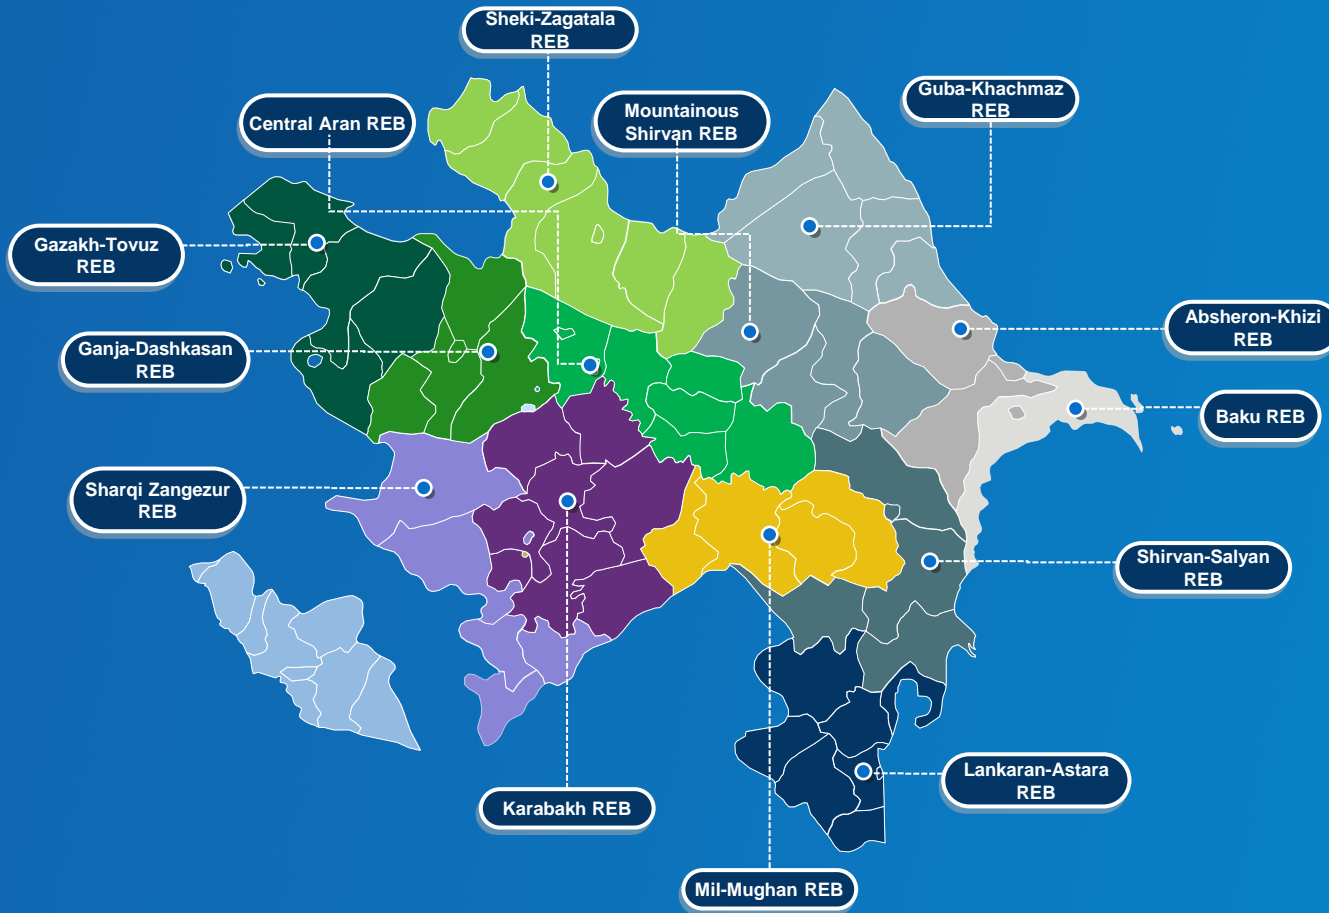 Sheki-Zagatala
REB
Guba-Khachmaz
REB
Central Aran REB
Mountainous
Shirvan REB
Gazakh-Tovuz
REB
Absheron-Khizi
REB
Ganja-Dashkasan
REB
Baku REB
Sharqi Zangezur
REB
Shirvan-Salyan
REB
Lankaran-Astara
REB
Karabakh REB
Mil-Mughan REB